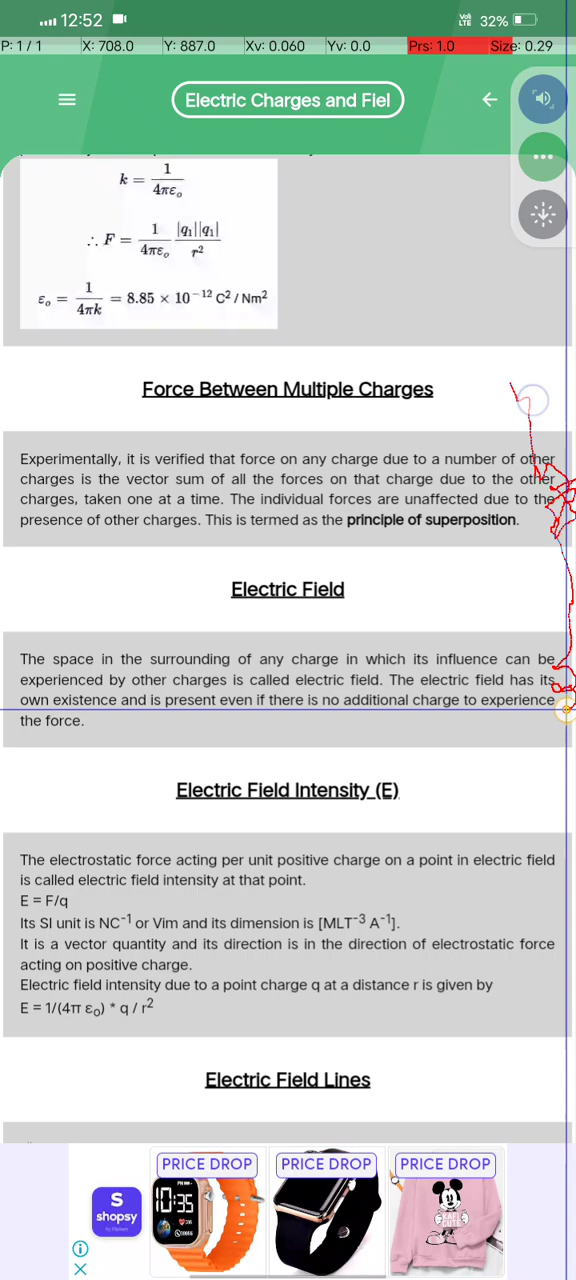 12:52
Vo) LTE 32%
P: 1 / 1 X: 708.0 Y: 887.0 Xv: 0.060 Yv: 0.0 Prs: 1.0 Size: 0.29
Electric Charges and Fiel
k = 1 / 4πεo
∴ F = 1 / 4πεo |q1||q1| / r²
εo = 1 / 4πk = 8.85 × 10⁻¹² C² / Nm²
Force Between Multiple Charges
Experimentally, it is verified that force on any charge due to a number of other
charges is the vector sum of all the forces on that charge due to the other
charges, taken one at a time. The individual forces are unaffected due to the
presence of other charges. This is termed as the principle of superposition.
Electric Field
The space in the surrounding of any charge in which its influence can be
experienced by other charges is called electric field. The electric field has its
own existence and is present even if there is no additional charge to experience
the force.
Electric Field Intensity (E)
The electrostatic force acting per unit positive charge on a point in electric field
is called electric field intensity at that point.
E = F/q
Its SI unit is NC⁻¹ or Vim and its dimension is [MLT⁻³ A⁻¹].
It is a vector quantity and its direction is in the direction of electrostatic force
acting on positive charge.
Electric field intensity due to a point charge q at a distance r is given by
E = 1/(4π εo) * q / r²
Electric Field Lines
PRICE DROP PRICE DROP PRICE DROP
S
shopsy
10:35